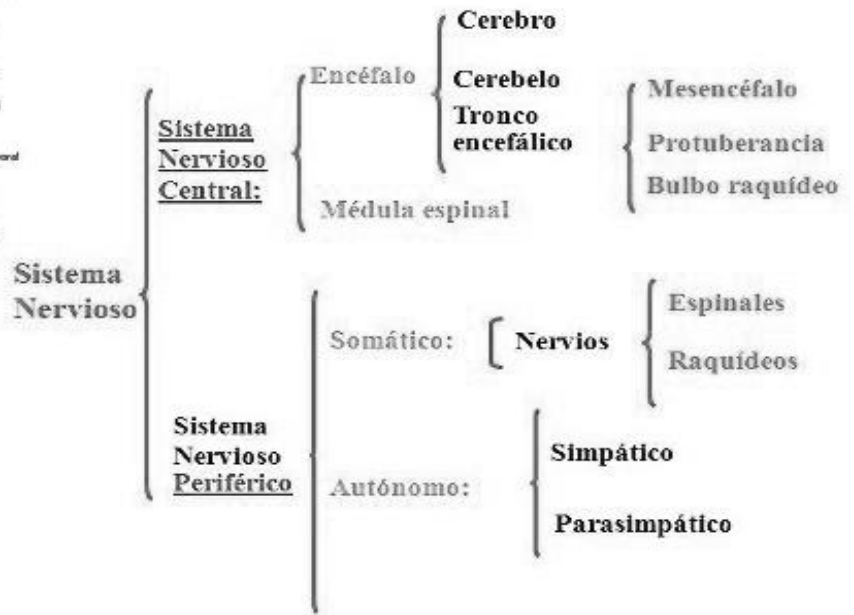 Sistema
Nervioso
Sistema
Nervioso
Central:
Encéfalo
Cerebro
Cerebelo
Tronco
encefálico
Mesencéfalo
Protuberancia
Bulbo raquídeo
Médula espinal
Sistema
Nervioso
Periférico
Somático:
Nervios
Espinales
Raquídeos
Autónomo:
Simpático
Parasimpático